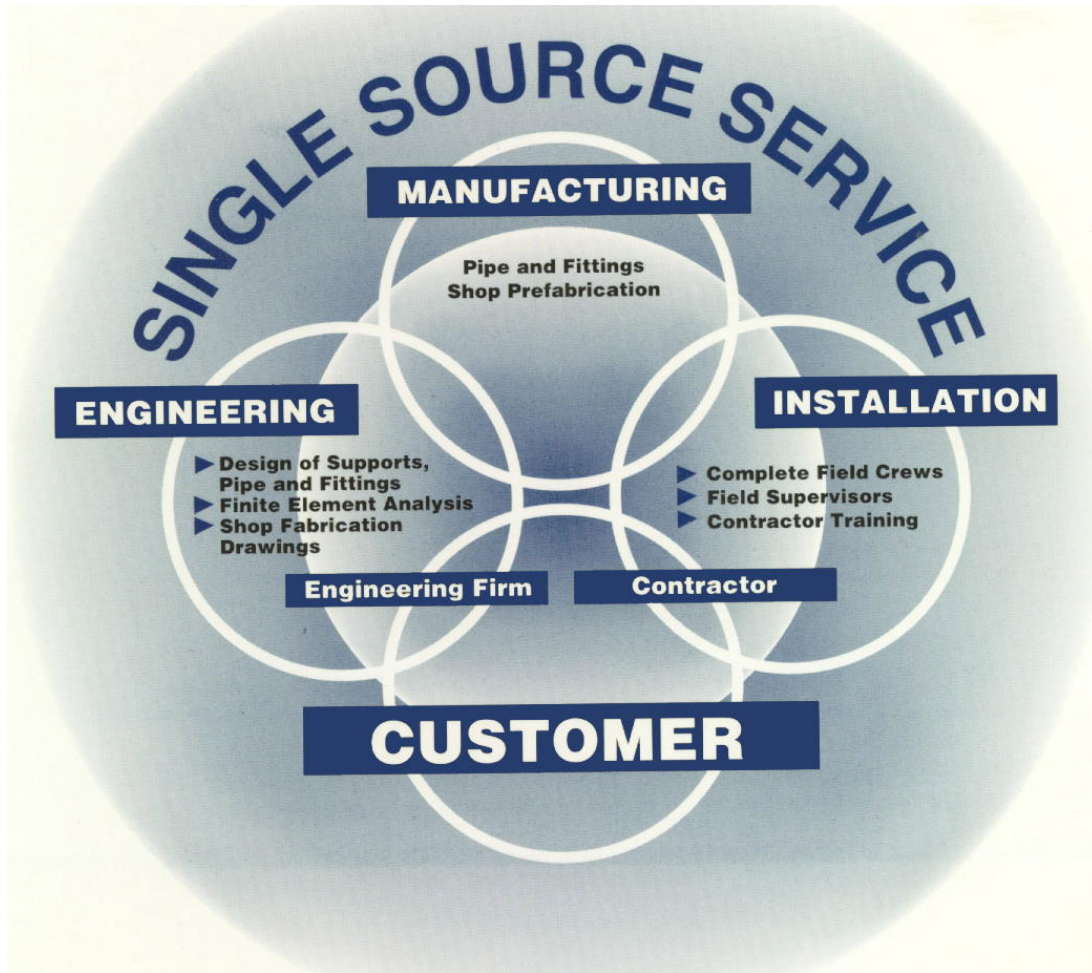 SINGLE SOURCE SERVICE
MANUFACTURING
Pipe and Fittings
Shop Prefabrication
ENGINEERING
Design of Supports,
Pipe and Fittings
Finite Element Analysis
Shop Fabrication
Drawings
INSTALLATION
Complete Field Crews
Field Supervisors
Contractor Training
Engineering Firm
Contractor
CUSTOMER